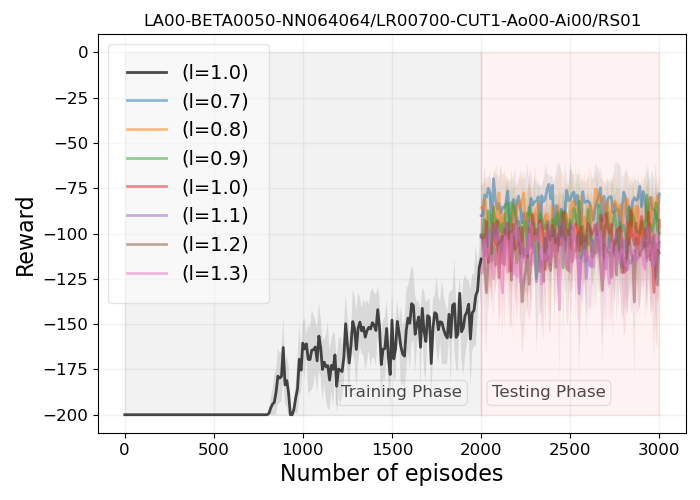 LA00-BETA0050-NN064064/LR00700-CUT1-Ao00-Ai00/RS01
0
−25
−50
−75
−100
−125
−150
−175
−200
Reward
(l=1.0)
(l=0.7)
(l=0.8)
(l=0.9)
(l=1.0)
(l=1.1)
(l=1.2)
(l=1.3)
Training Phase
Testing Phase
0 500 1000 1500 2000 2500 3000
Number of episodes